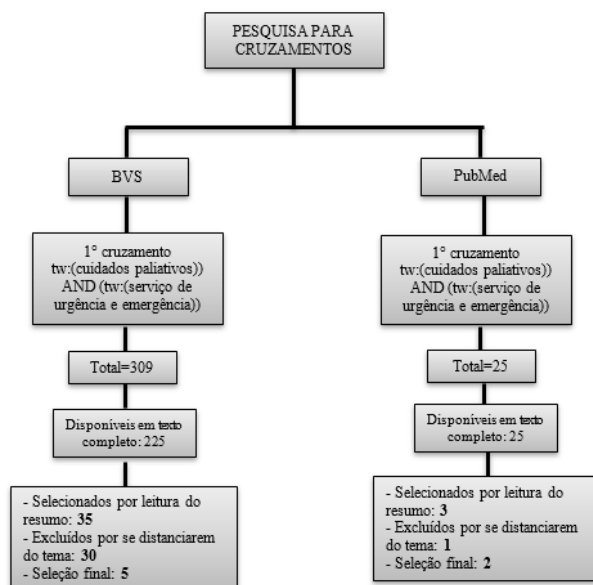 PESQUISA PARA
CRUZAMENTOS
BVS
1° cruzamento
tw:(cuidados paliativos))
AND (tw:(serviço de
urgência e emergência))
Total=309
Disponíveis em texto
completo: 225
- Selecionados por leitura do
resumo: 35
- Excluídos por se distanciarem
do tema: 30
- Seleção final: 5
PubMed
1° cruzamento
tw:(cuidados paliativos))
AND (tw:(serviço de
urgência e emergência))
Total=25
Disponíveis em texto
completo: 25
- Selecionados por leitura do
resumo: 3
- Excluídos por se distanciarem
do tema: 1
- Seleção final: 2